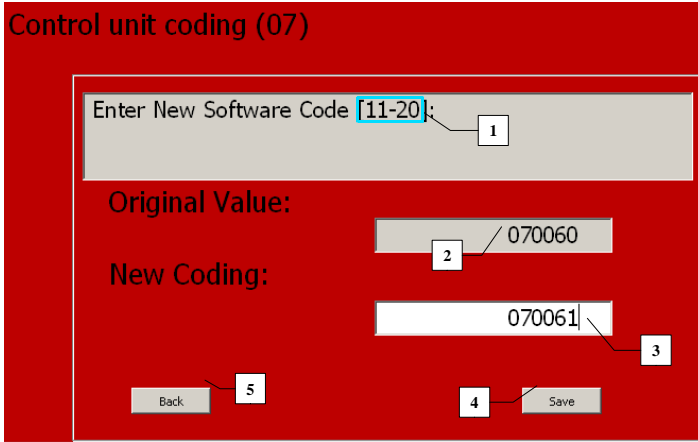 Control unit coding (07)
Enter New Software Code [11-20]:
1
Original Value:
070060
2
New Coding:
070061
3
5
4
Back
Save